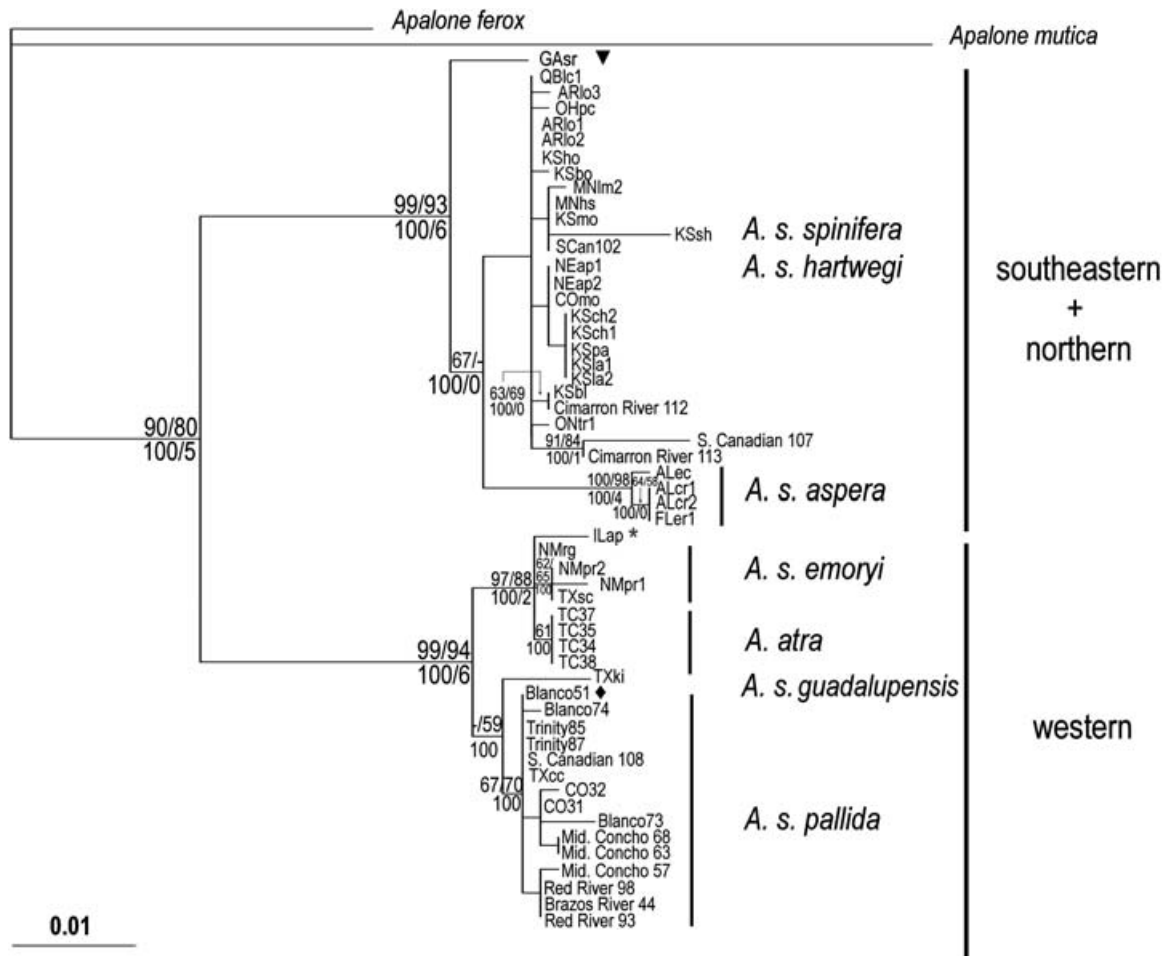 Apalone ferox
Apalone mutica
GAsr ▼
QBlc1
ARlo3
OHpc
ARlo1
ARlo2
KSho
KSbo
MNlm2
99/93
MNhs
KSmo
100/6
KSsh
A. s. spinifera
SCan102
A. s. hartwegi
southeastern
+
northern
NEap1
NEap2
COmo
KSch2
KSch1
KSpa
67/-
KSla1
100/0
KSla2
63/69
100/0
KSbl
Cimarron River 112
90/80
100/5
ONtr1
91/84
S. Canadian 107
100/1
Cimarron River 113
100/98
64/58
ALec
100/4
ALcr1
A. s. aspera
ALcr2
100/0
FLer1
ILap *
NMrg
62/
65
100
NMpr2
A. s. emoryi
97/88
NMpr1
100/2
TXsc
TC37
61
TC35
A. atra
100
TC34
TC38
99/94
100/6
TXki
A. s. guadalupensis
Blanco51 ♦
Blanco74
-/59
Trinity85
western
100
Trinity87
S. Canadian 108
67/70
TXcc
100
CO32
CO31
Blanco73
A. s. pallida
Mid. Concho 68
Mid. Concho 63
Mid. Concho 57
Red River 98
Brazos River 44
Red River 93
0.01